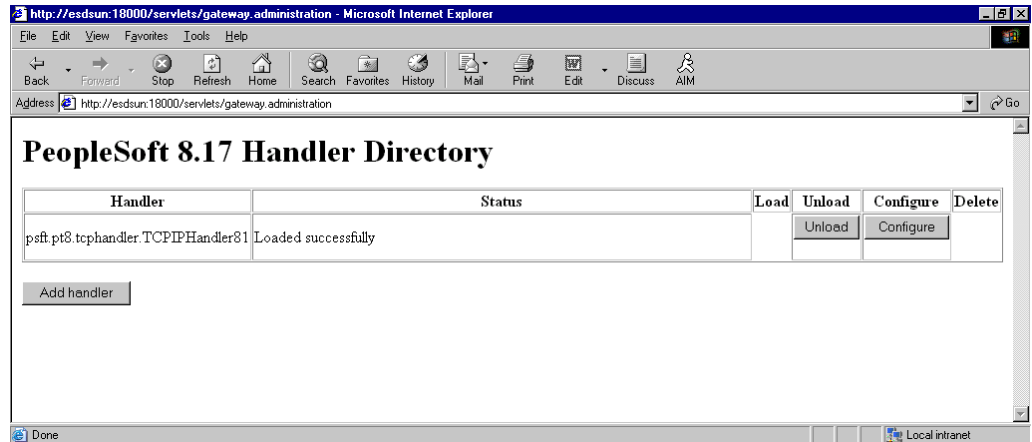 http://esdsun:18000/servlets/gateway.administration - Microsoft Internet Explorer
File Edit View Favorites Tools Help
Back Forward Stop Refresh Home Search Favorites History Mail Print Edit Discuss AIM
Address http://esdsun:18000/servlets/gateway.administration Go
PeopleSoft 8.17 Handler Directory
Handler Status Load Unload Configure Delete
psft.pt8.tcphandler.TCPIPHandler81 Loaded successfully Unload Configure
Add handler
Done Local intranet